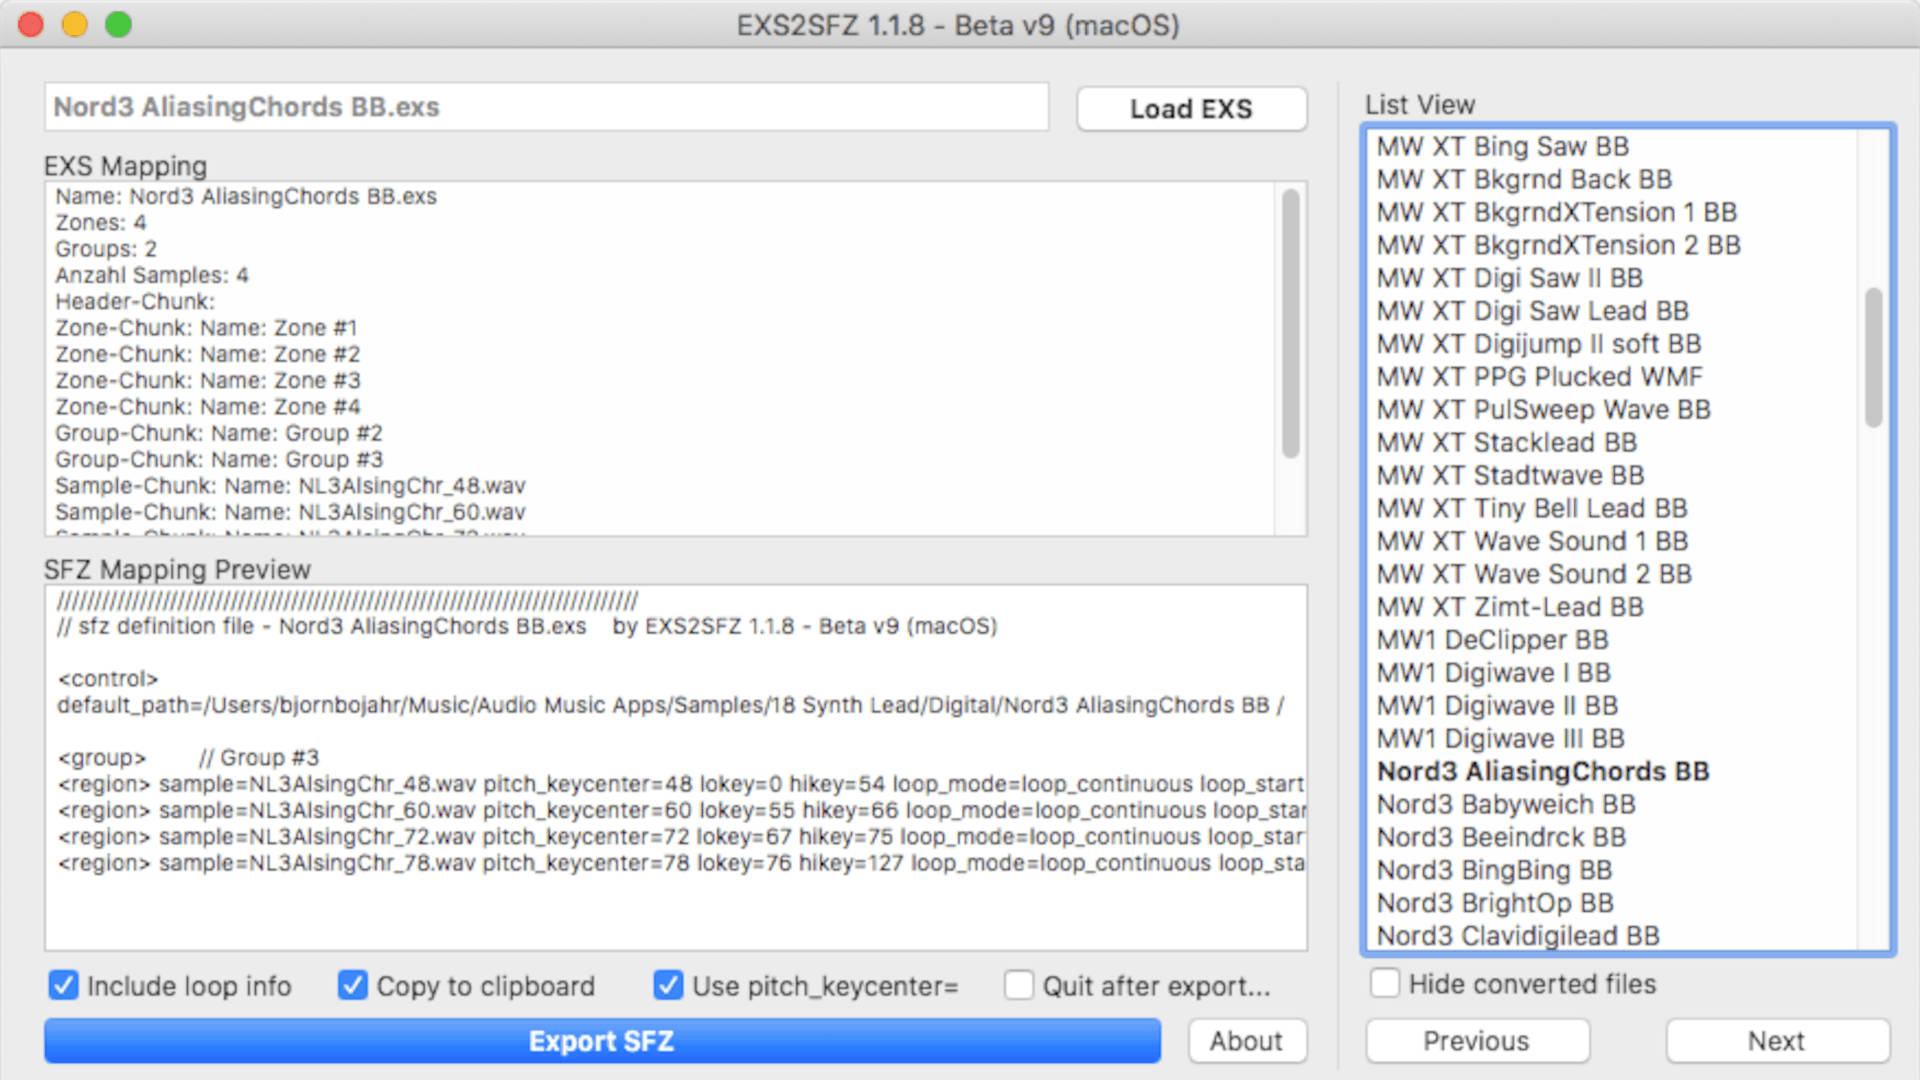 EXS2SFZ 1.1.8 - Beta v9 (macOS)
Nord3 AliasingChords BB.exs
Load EXS
EXS Mapping
Name: Nord3 AliasingChords BB.exs
Zones: 4
Groups: 2
Anzahl Samples: 4
Header-Chunk:
Zone-Chunk: Name: Zone #1
Zone-Chunk: Name: Zone #2
Zone-Chunk: Name: Zone #3
Zone-Chunk: Name: Zone #4
Group-Chunk: Name: Group #2
Group-Chunk: Name: Group #3
Sample-Chunk: Name: NL3AlsingChr_48.wav
Sample-Chunk: Name: NL3AlsingChr_60.wav
Sample-Chunk: Name: NL3AlsingChr_72.wav
SFZ Mapping Preview
///////////////////////////////////////////////////////////////////////////////
// sfz definition file - Nord3 AliasingChords BB.exs    by EXS2SFZ 1.1.8 - Beta v9 (macOS)
<control>
default_path=/Users/bjornbojahr/Music/Audio Music Apps/Samples/18 Synth Lead/Digital/Nord3 AliasingChords BB /
<group>        // Group #3
<region> sample=NL3AlsingChr_48.wav pitch_keycenter=48 lokey=0 hikey=54 loop_mode=loop_continuous loop_start
<region> sample=NL3AlsingChr_60.wav pitch_keycenter=60 lokey=55 hikey=66 loop_mode=loop_continuous loop_star
<region> sample=NL3AlsingChr_72.wav pitch_keycenter=72 lokey=67 hikey=75 loop_mode=loop_continuous loop_star
<region> sample=NL3AlsingChr_78.wav pitch_keycenter=78 lokey=76 hikey=127 loop_mode=loop_continuous loop_sta
Include loop info
Copy to clipboard
Use pitch_keycenter=
Quit after export...
Export SFZ
About
List View
MW XT Bing Saw BB
MW XT Bkgrnd Back BB
MW XT BkgrndXTension 1 BB
MW XT BkgrndXTension 2 BB
MW XT Digi Saw II BB
MW XT Digi Saw Lead BB
MW XT Digijump II soft BB
MW XT PPG Plucked WMF
MW XT PulSweep Wave BB
MW XT Stacklead BB
MW XT Stadtwave BB
MW XT Tiny Bell Lead BB
MW XT Wave Sound 1 BB
MW XT Wave Sound 2 BB
MW XT Zimt-Lead BB
MW1 DeClipper BB
MW1 Digiwave I BB
MW1 Digiwave II BB
MW1 Digiwave III BB
Nord3 AliasingChords BB
Nord3 Babyweich BB
Nord3 Beeindrck BB
Nord3 BingBing BB
Nord3 BrightOp BB
Nord3 Clavidigilead BB
Hide converted files
Previous
Next